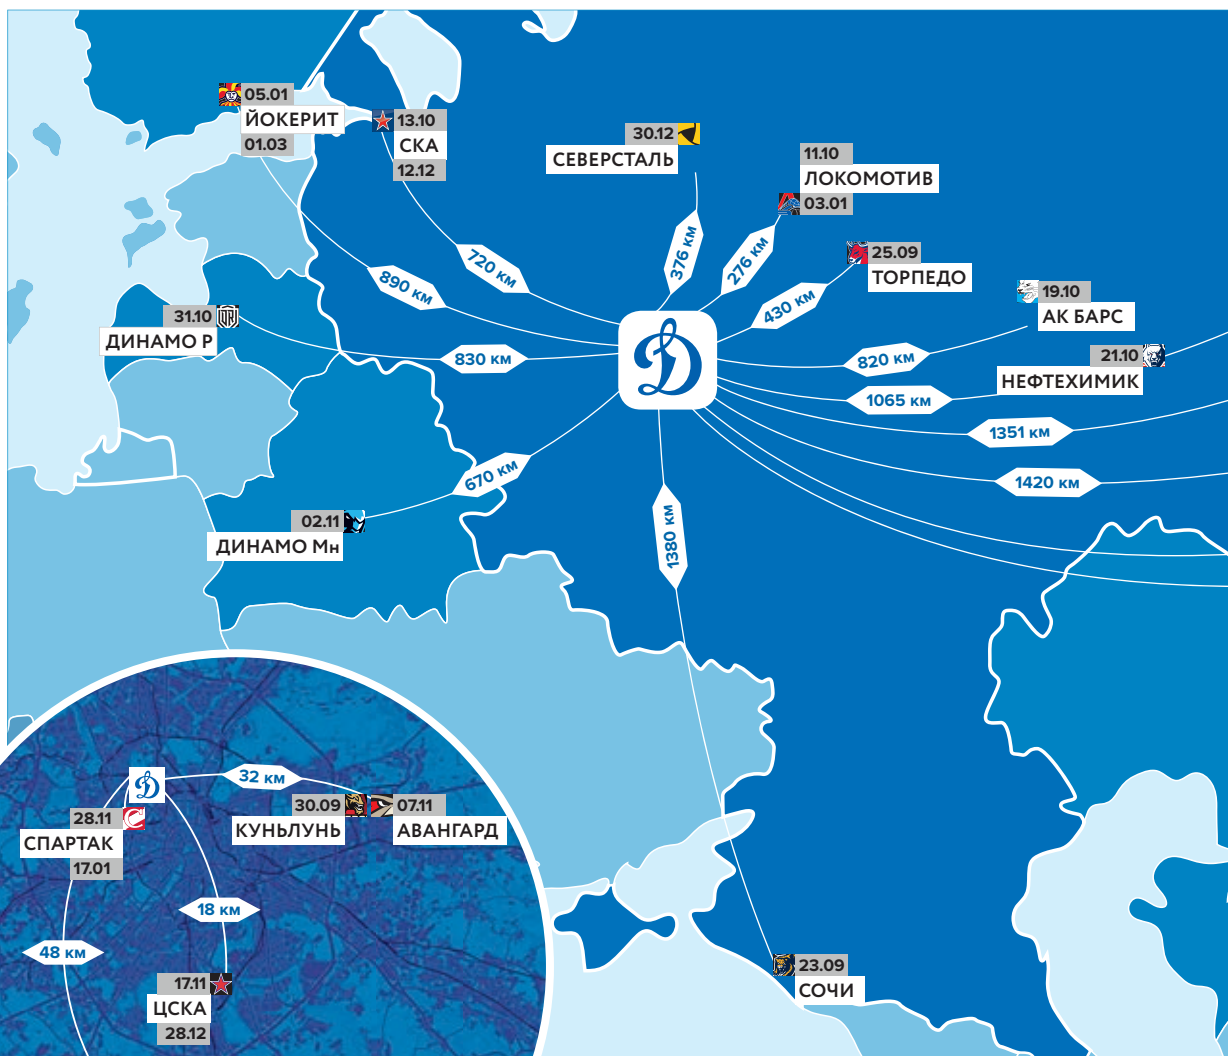 05.01
ЙОКЕРИТ
01.03
13.10
СКА
12.12
30.12
СЕВЕРСТАЛЬ
11.10
ЛОКОМОТИВ
03.01
25.09
ТОРПЕДО
19.10
АК БАРС
21.10
НЕФТЕХИМИК
31.10
ДИНАМО Р
02.11
ДИНАМО Мн
720 км
890 км
830 км
670 км
376 км
276 км
430 км
820 км
1065 км
1351 км
1420 км
1380 км
Д
Д
32 км
28.11
СПАРТАК
17.01
30.09
КУНЬЛУНЬ
07.11
АВАНГАРД
18 км
48 км
17.11
ЦСКА
28.12
23.09
СОЧИ